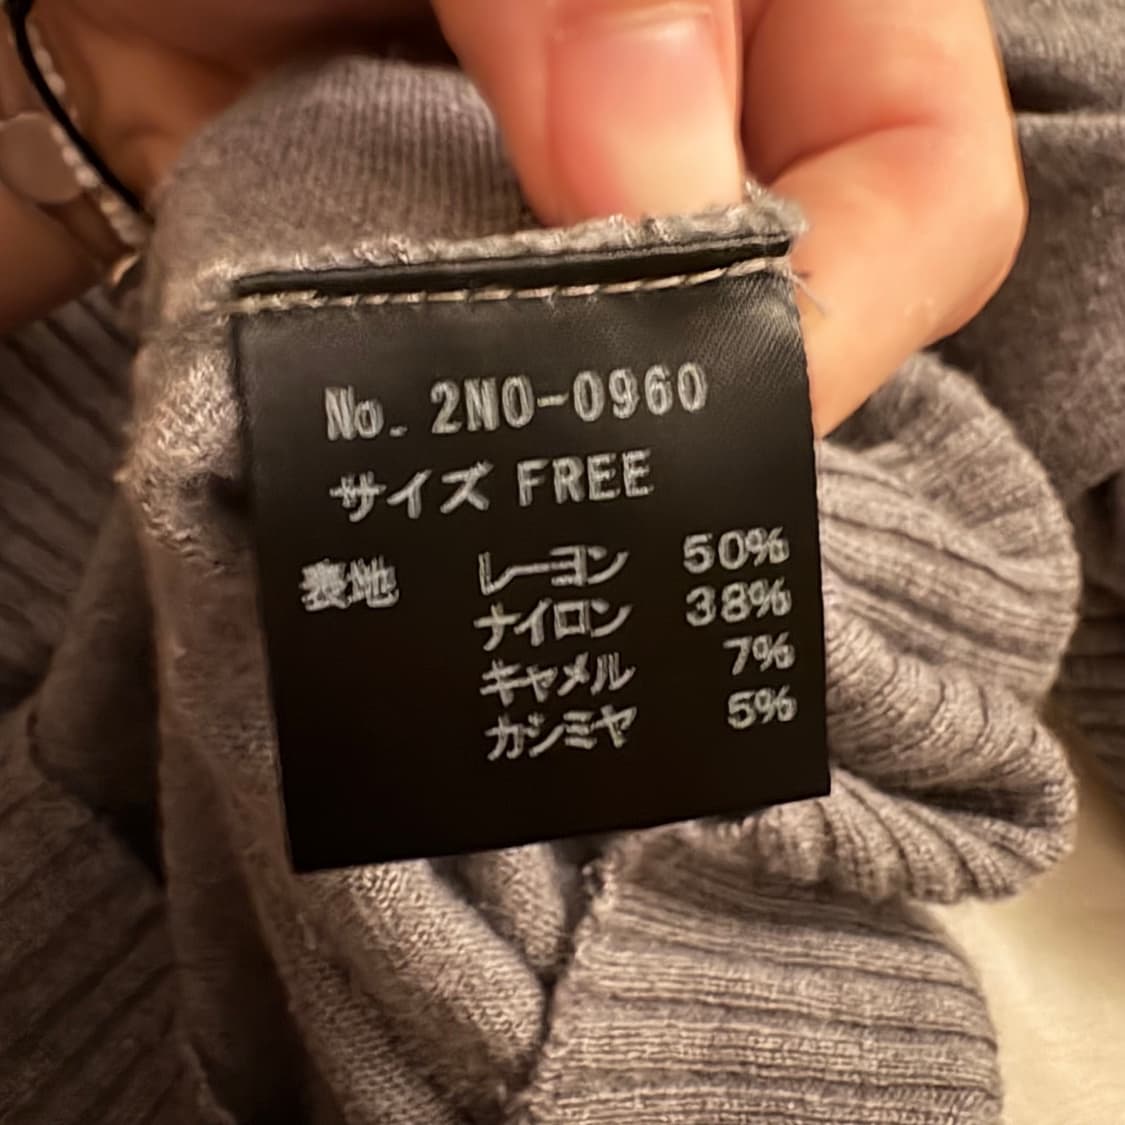 No. 2NO-0960
サイズ FREE
表地 レーヨン 50%
ナイロン 38%
キャメル 7%
カシミヤ 5%